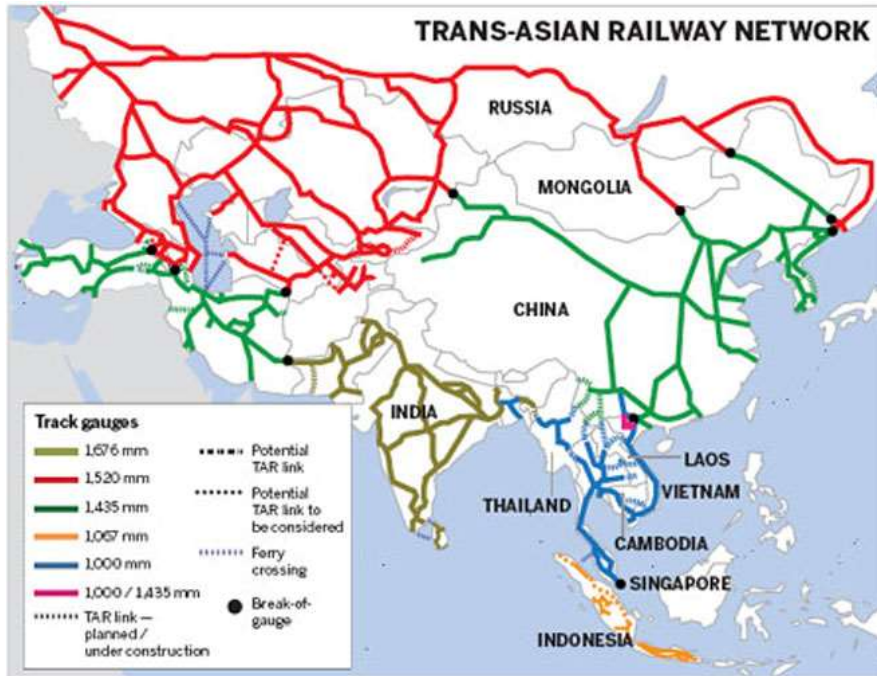 TRANS-ASIAN RAILWAY NETWORK
RUSSIA
MONGOLIA
CHINA
INDIA
LAOS
THAILAND
VIETNAM
CAMBODIA
SINGAPORE
INDONESIA
Track gauges
1,676 mm
1,520 mm
1,435 mm
1,067 mm
1,000 mm
1,000 / 1,435 mm
TAR link —
planned /
under construction
Potential
TAR link
Potential
TAR link to
be considered
Ferry
crossing
Break-of-
gauge